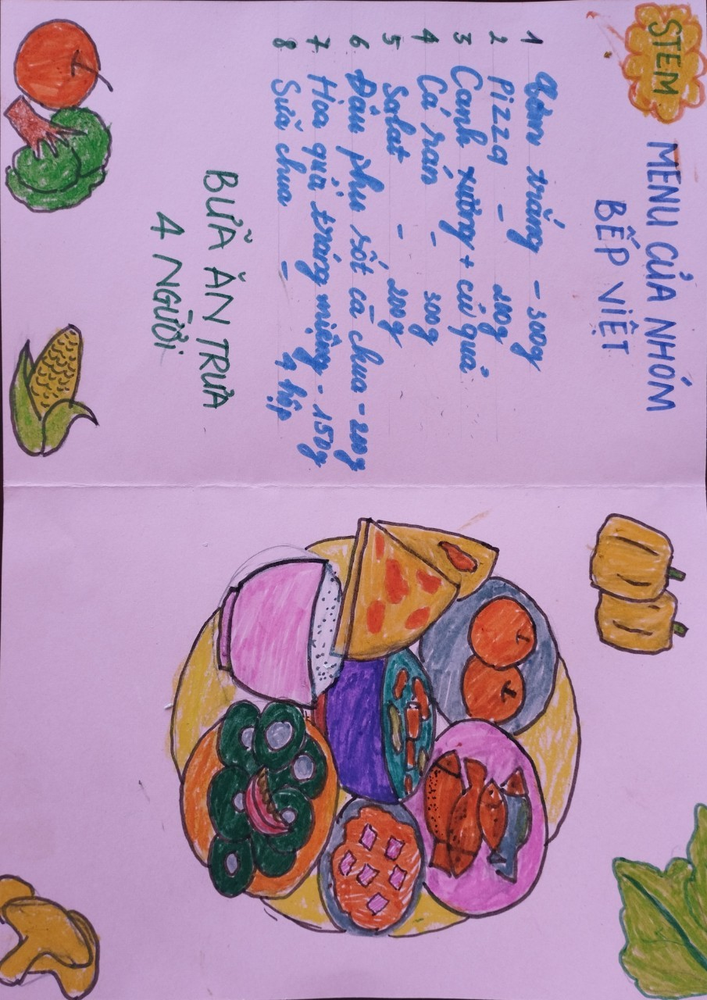 STEM
MENU CỦA NHÓM
BẾP VIỆT
1 Cơm trắng - 300g
2 Pizza - 200g
3 Canh xương + củ quả
4 Cá rán - 300g
5 Salat - 200g
6 Đậu phụ sốt cà chua - 200g
7 Hoa quả tráng miệng - 150g
8 Sữa chua - 4 hộp
BỮA ĂN TRƯA
4 NGƯỜI